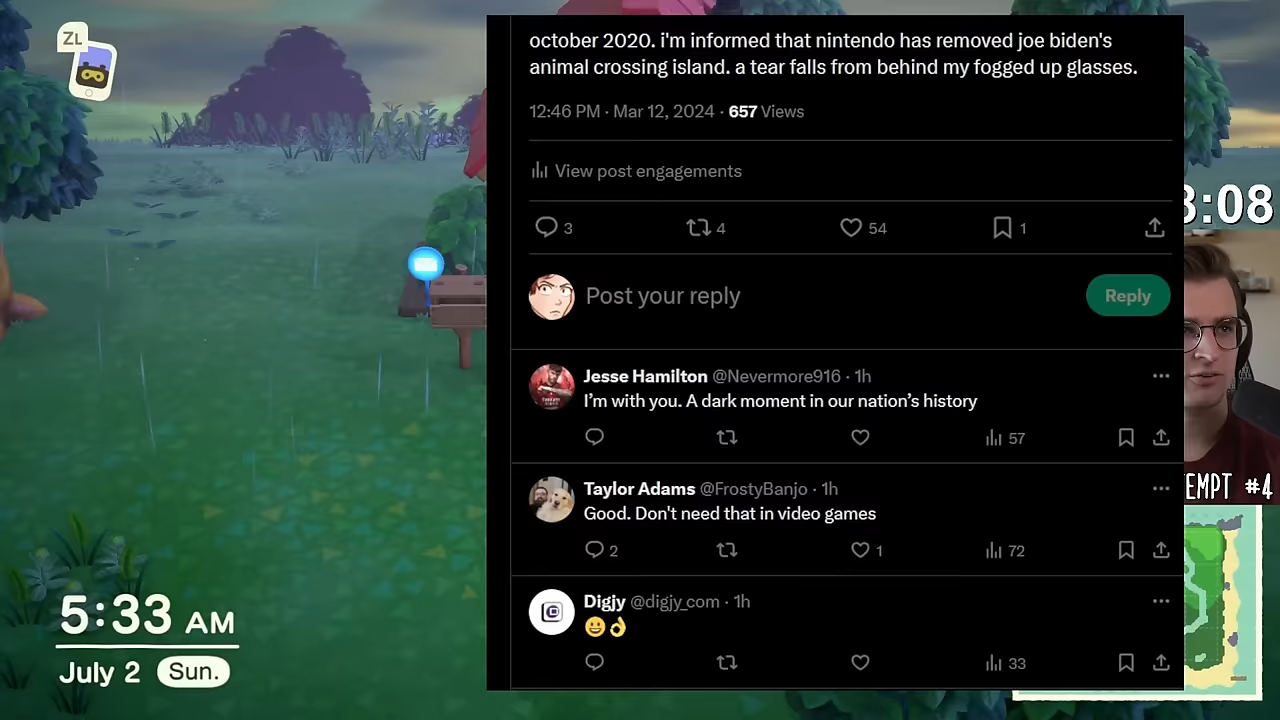 ZL
october 2020. i'm informed that nintendo has removed joe biden's
animal crossing island. a tear falls from behind my fogged up glasses.
12:46 PM · Mar 12, 2024 · 657 Views
View post engagements
3 4 54 1
Post your reply
Reply
Jesse Hamilton @Nevermore916 · 1h
I’m with you. A dark moment in our nation’s history
57
Taylor Adams @FrostyBanjo · 1h
Good. Don't need that in video games
2 1 72
Digjy @digjy_com · 1h
😀👌
33
:08
EMPT #4
5:33 AM
July 2 Sun.